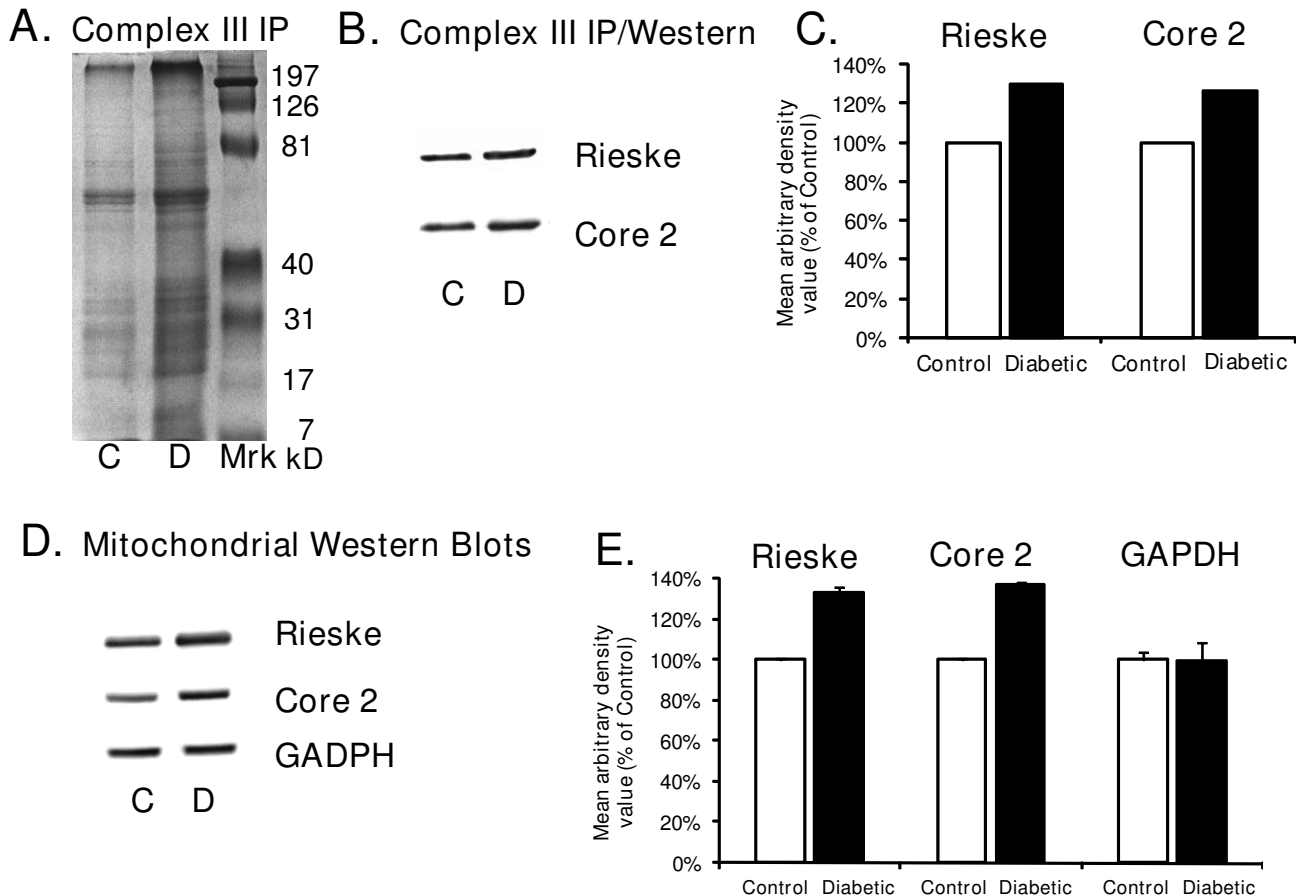 A. Complex III IP
197
126
81
40
31
17
7
C D Mrk kD
B. Complex III IP/Western
Rieske
Core 2
C D
C.
Rieske Core 2
Mean arbitrary density
value (% of Control)
140%
120%
100%
80%
60%
40%
20%
0%
Control Diabetic Control Diabetic
D. Mitochondrial Western Blots
Rieske
Core 2
GADPH
C D
E.
Rieske Core 2 GAPDH
Mean arbitrary density
value (% of Control)
140%
120%
100%
80%
60%
40%
20%
0%
Control Diabetic Control Diabetic Control Diabetic